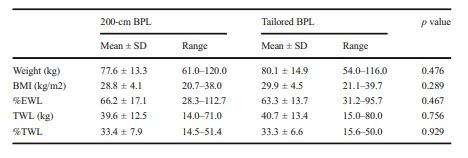 200-cm BPL Tailored BPL p value
Mean ± SD Range Mean ± SD Range
Weight (kg) 77.6 ± 13.3 61.0–120.0 80.1 ± 14.9 54.0–116.0 0.476
BMI (kg/m2) 28.8 ± 4.1 20.7–38.0 29.9 ± 4.5 21.1–39.7 0.289
%EWL 66.2 ± 17.1 28.3–112.7 63.3 ± 13.7 31.2–95.7 0.467
TWL (kg) 39.6 ± 12.5 14.0–71.0 40.7 ± 13.4 15.0–80.0 0.756
%TWL 33.4 ± 7.9 14.5–51.4 33.3 ± 6.6 15.6–50.0 0.929